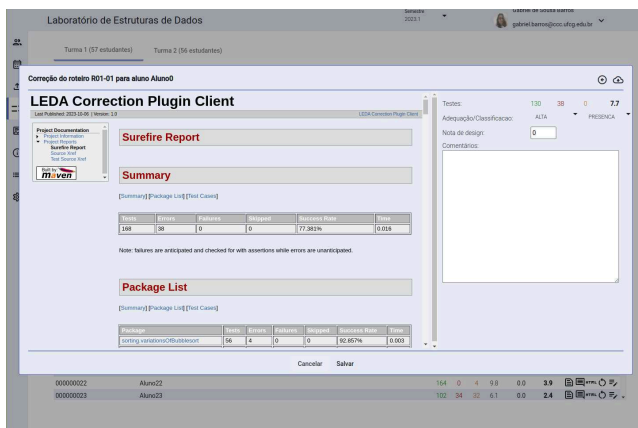 Laboratório de Estruturas de Dados
Semestre
2023.1
Gabriel de Sousa Barros
gabriel.barros@ccc.ufcg.edu.br
Turma 1 (57 estudantes)
Turma 2 (56 estudantes)
Correção do roteiro R01-01 para aluno Aluno0
LEDA Correction Plugin Client
Last Published: 2023-10-06 | Version: 1.0
LEDA Correction Plugin Client
Project Documentation
Project Information
Project Reports
Surefire Report
Source Xref
Test Source Xref
Built by
maven
Surefire Report
Summary
[Summary] [Package List] [Test Cases]
Tests Errors Failures Skipped Success Rate Time
168 38 0 0 77.381% 0.016
Note: failures are anticipated and checked for with assertions while errors are unanticipated.
Package List
[Summary] [Package List] [Test Cases]
Package Tests Errors Failures Skipped Success Rate Time
sorting.variationsOfBubblesort 56 4 0 0 92.857% 0.003
Testes: 130 38 0 7.7
Adequação/Classificacao: ALTA PRESENCA
Nota de design: 0
Comentários:
Cancelar Salvar
000000022 Aluno22 164 0 4 9.8 0.0 3.9 HTML
000000023 Aluno23 102 34 32 6.1 0.0 2.4 HTML